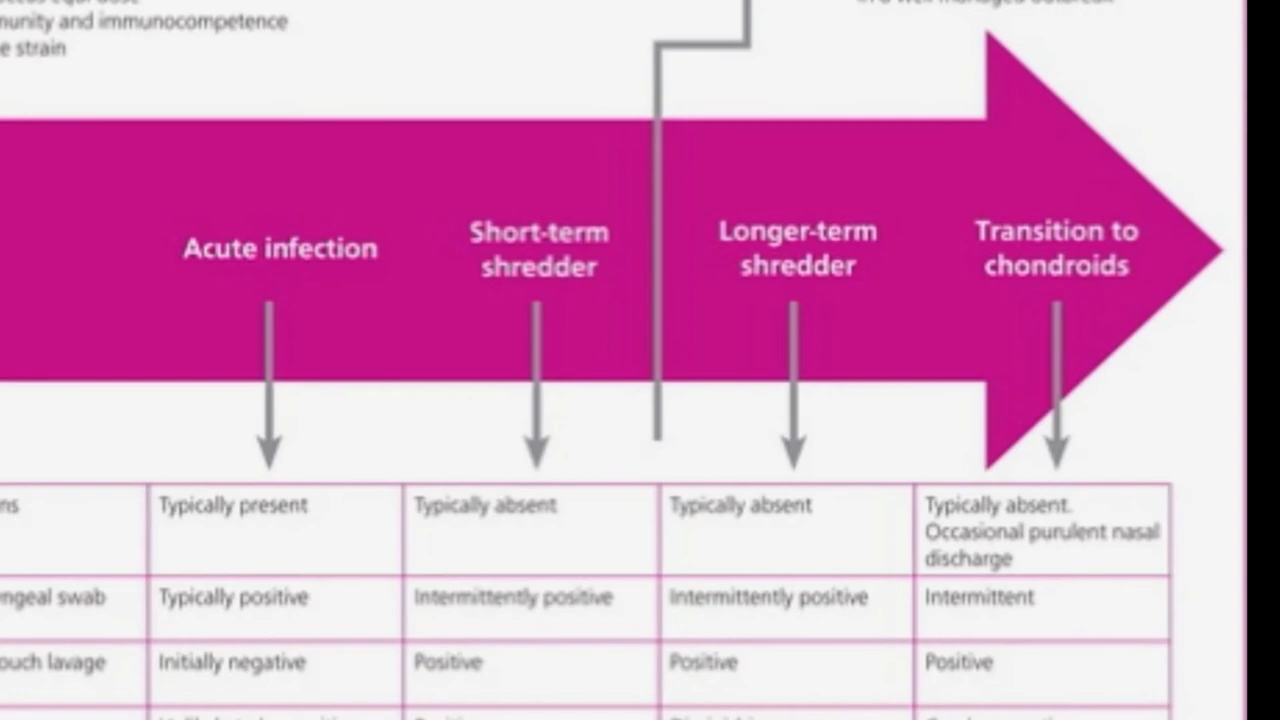 munity and immunocompetence
e strain
Acute infection
Short-term
shredder
Longer-term
shredder
Transition to
chondroids
ns
Typically present
Typically absent
Typically absent
Typically absent.
Occasional purulent nasal
discharge
ngeal swab
Typically positive
Intermittently positive
Intermittently positive
Intermittent
ouch lavage
Initially negative
Positive
Positive
Positive